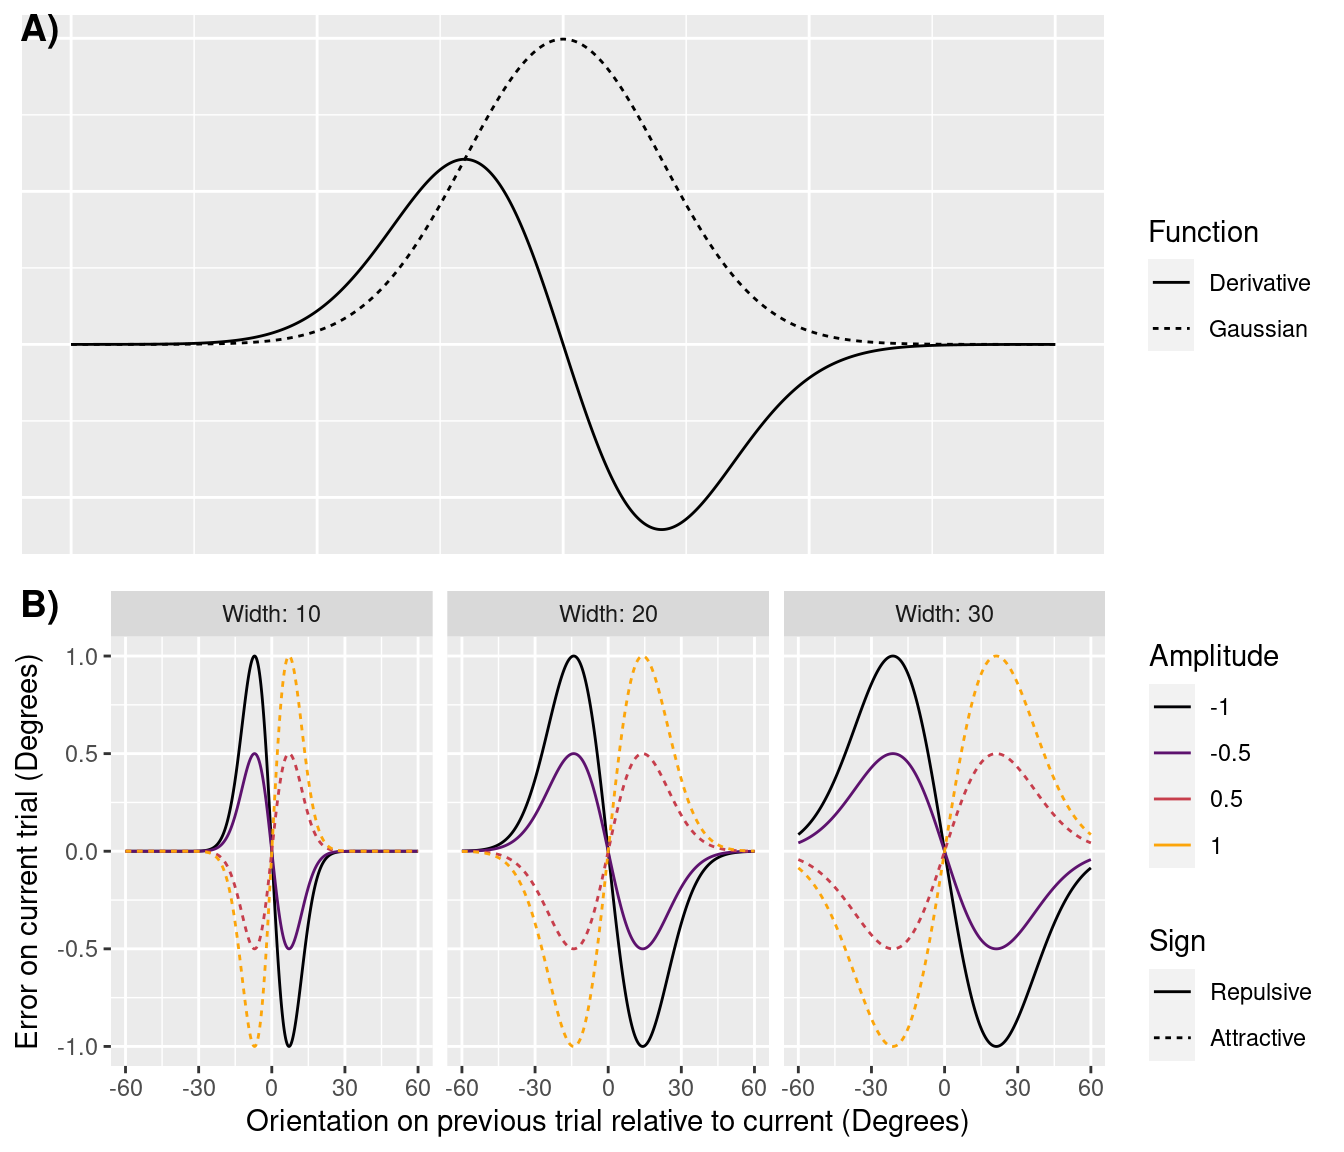 A)
Function
Derivative
Gaussian
B)
Width: 10
Width: 20
Width: 30
Error on current trial (Degrees)
1.0
0.5
0.0
-0.5
-1.0
-60 -30 0 30 60
-60 -30 0 30 60
-60 -30 0 30 60
Orientation on previous trial relative to current (Degrees)
Amplitude
-1
-0.5
0.5
1
Sign
Repulsive
Attractive